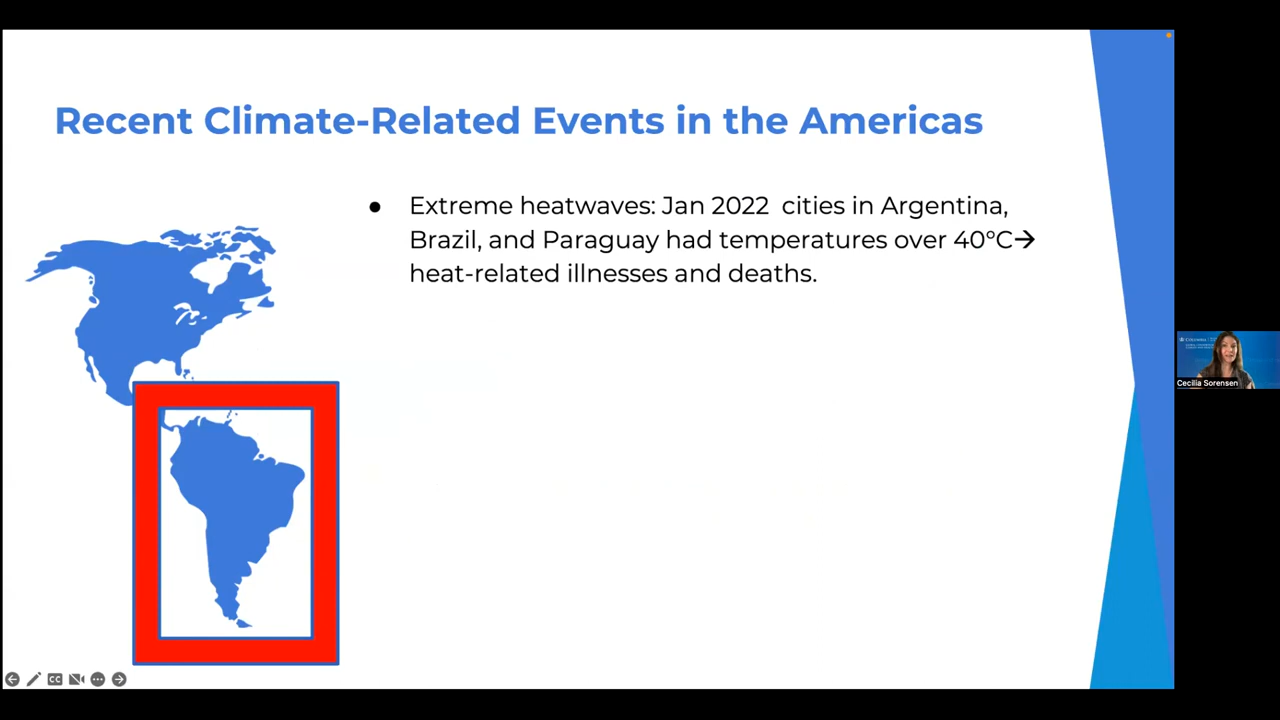 Recent Climate-Related Events in the Americas
● Extreme heatwaves: Jan 2022  cities in Argentina,
Brazil, and Paraguay had temperatures over 40°C→
heat-related illnesses and deaths.
Cecilia Sorensen
CC